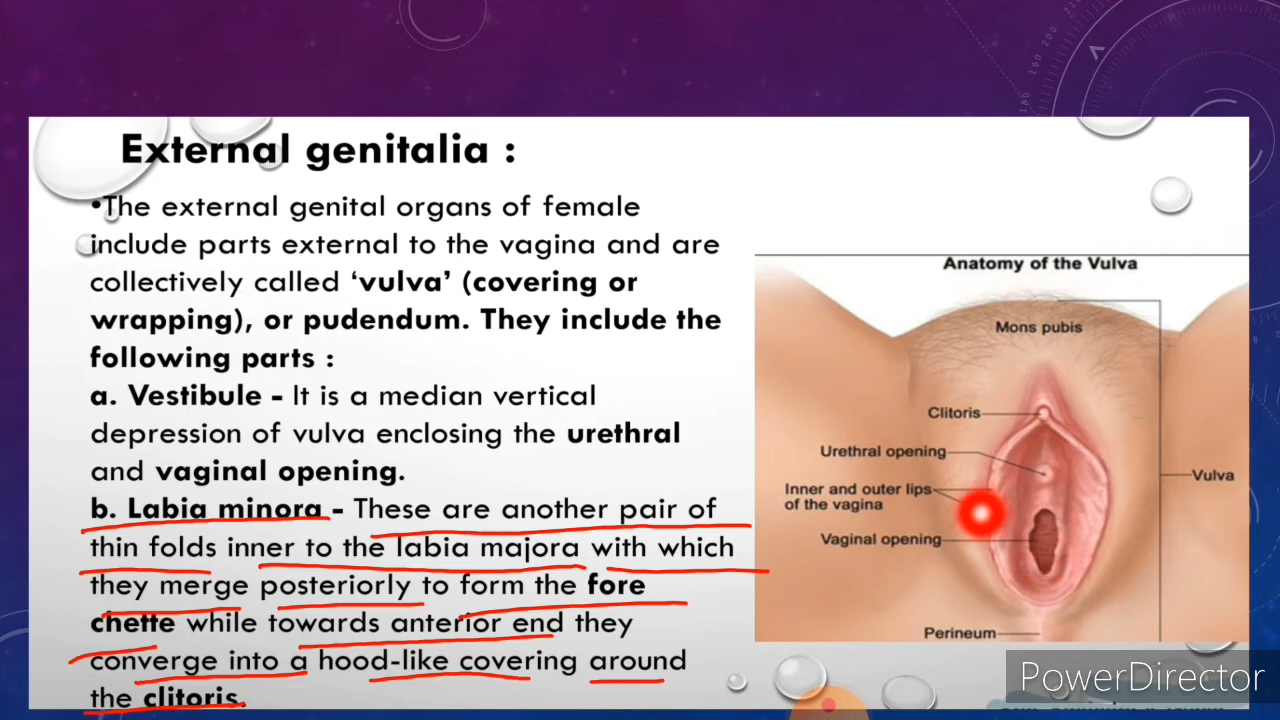 External genitalia :
•The external genital organs of female
include parts external to the vagina and are
collectively called ‘vulva’ (covering or
wrapping), or pudendum. They include the
following parts :
a. Vestibule - It is a median vertical
depression of vulva enclosing the urethral
and vaginal opening.
b. Labia minora - These are another pair of
thin folds inner to the labia majora with which
they merge posteriorly to form the fore
chette while towards anterior end they
converge into a hood-like covering around
the clitoris.
Anatomy of the Vulva
Mons pubis
Clitoris
Urethral opening
Inner and outer lips
of the vagina
Vaginal opening
Vulva
Perineum
PowerDirector